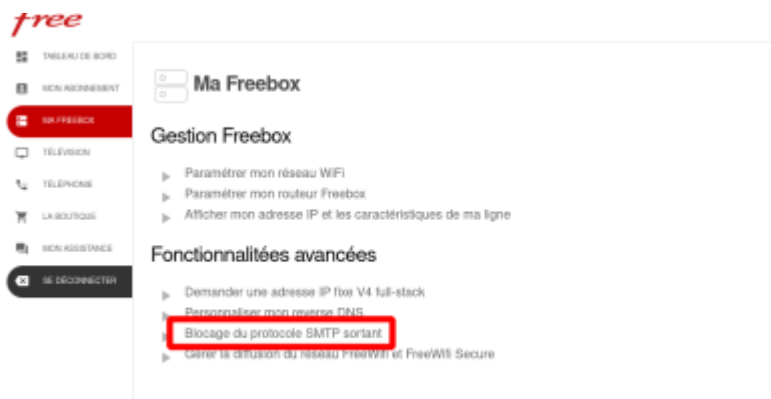 free
TABLEAU DE BORD
MON ABONNEMENT
MA FREEBOX
TÉLÉVISION
TÉLÉPHONE
LA BOUTIQUE
MON ASSISTANCE
SE DÉCONNECTER
Ma Freebox
Gestion Freebox
Paramétrer mon réseau WiFi
Paramétrer mon routeur Freebox
Afficher mon adresse IP et les caractéristiques de ma ligne
Fonctionnalitées avancées
Demander une adresse IP fixe V4 full-stack
Personnaliser mon reverse DNS
Blocage du protocole SMTP sortant
Gérer la diffusion du réseau FreeWifi et FreeWifi Secure